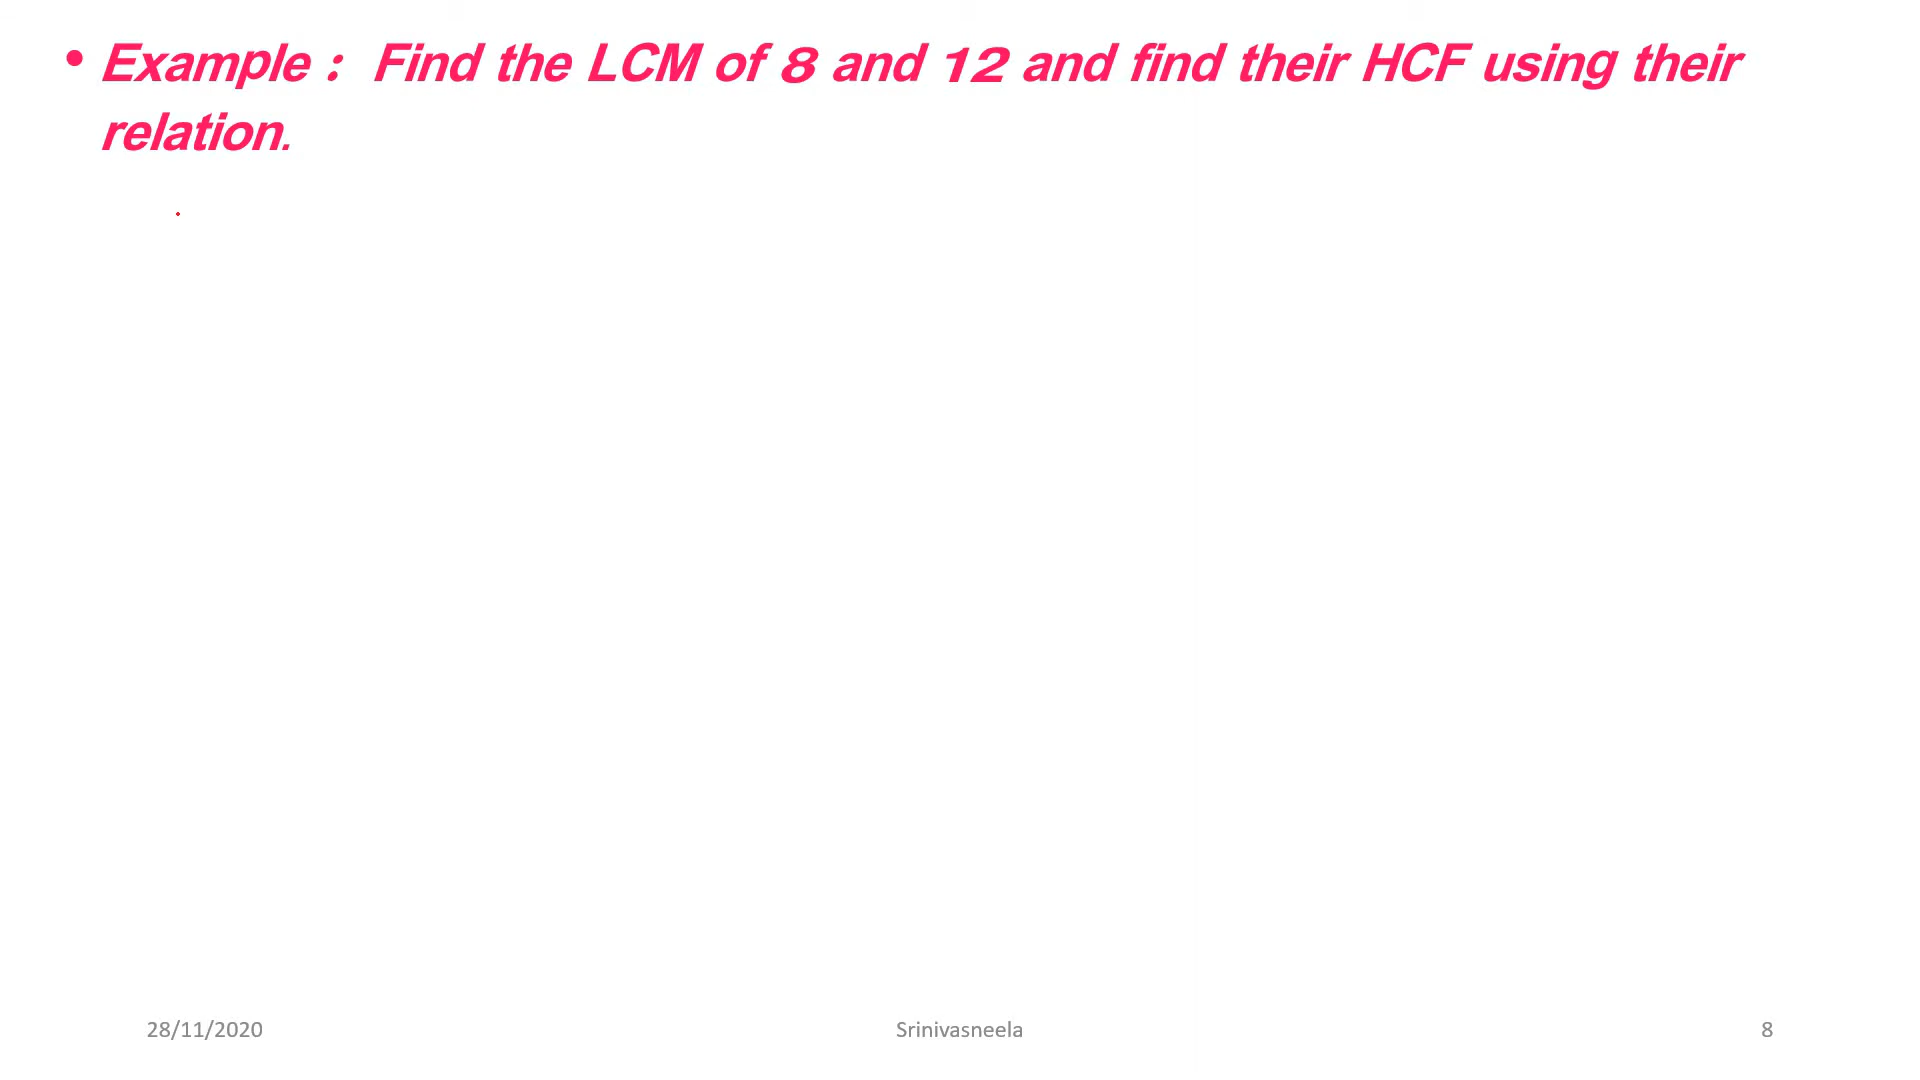 • Example :  Find the LCM of 8 and 12 and find their HCF using their
relation.
28/11/2020
Srinivasneela
8